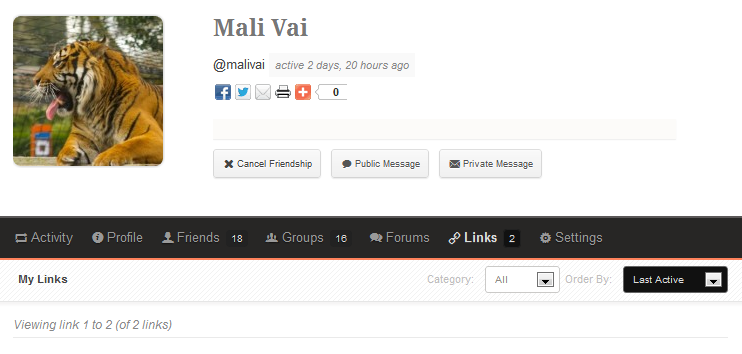 Mali Vai
@malivai active 2 days, 20 hours ago
0
Cancel Friendship Public Message Private Message
Activity Profile Friends 18 Groups 16 Forums Links 2 Settings
My Links Category: All Order By: Last Active
Viewing link 1 to 2 (of 2 links)